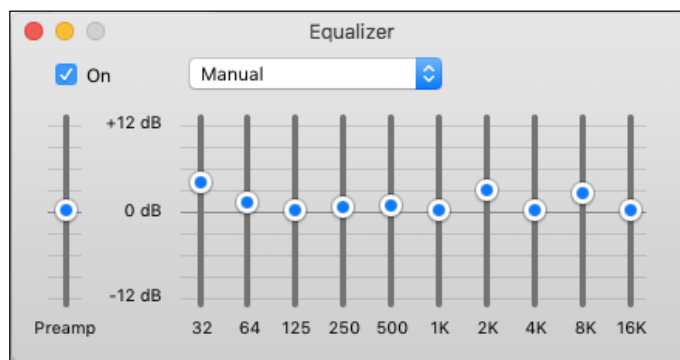 Equalizer
On
Manual
+12 dB
0 dB
-12 dB
Preamp 32 64 125 250 500 1K 2K 4K 8K 16K